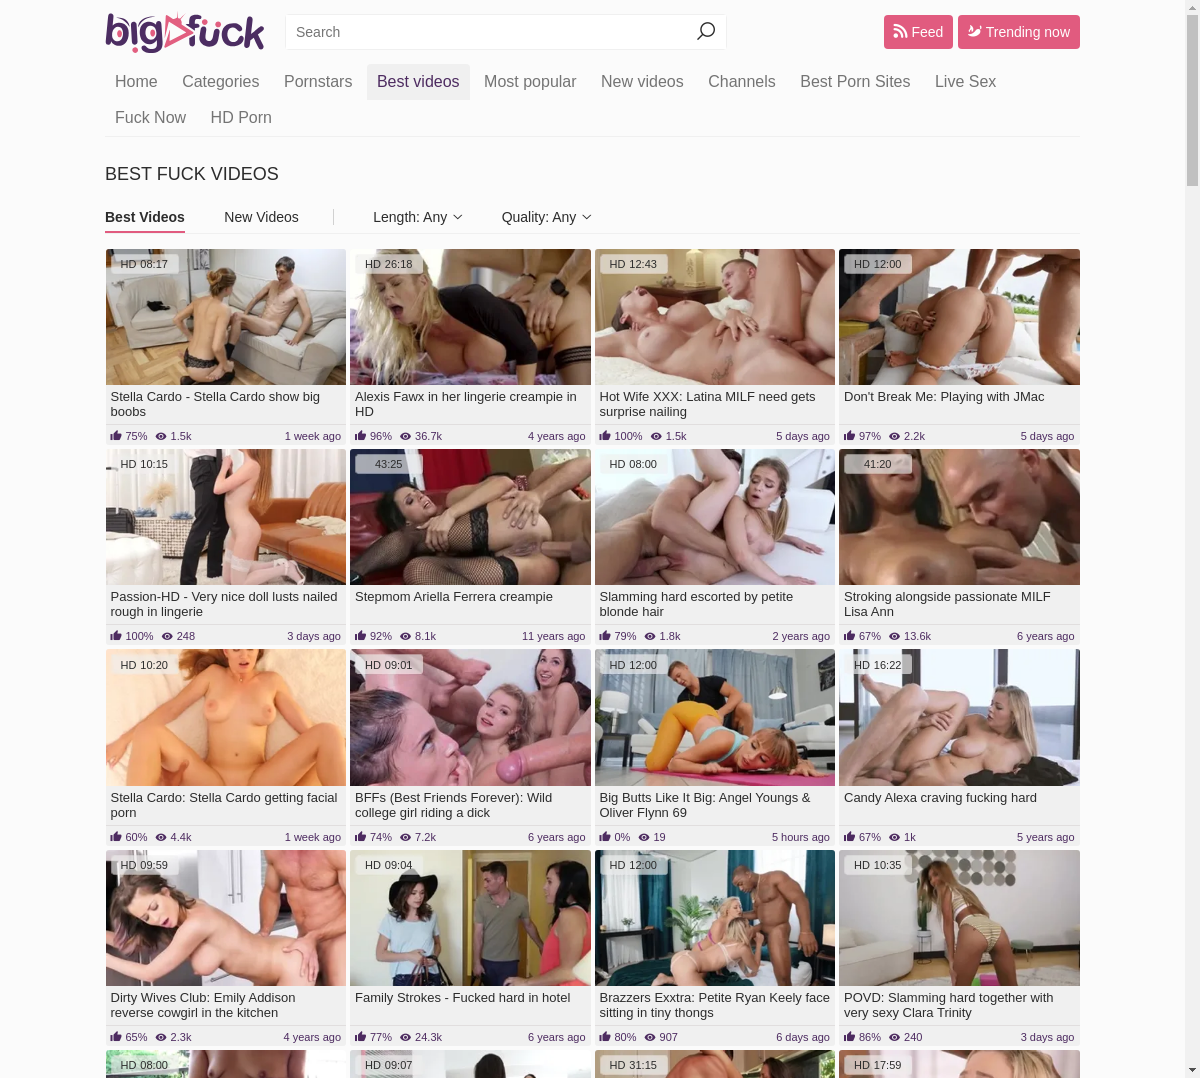 bigfuck
Search
Feed
Trending now
Home
Categories
Pornstars
Best videos
Most popular
New videos
Channels
Best Porn Sites
Live Sex
Fuck Now
HD Porn
BEST FUCK VIDEOS
Best Videos
New Videos
Length: Any
Quality: Any
HD 08:17
HD 26:18
HD 12:43
HD 12:00
Stella Cardo - Stella Cardo show big
boobs
75% 1.5k 1 week ago
Alexis Fawx in her lingerie creampie in
HD
96% 36.7k 4 years ago
Hot Wife XXX: Latina MILF need gets
surprise nailing
100% 1.5k 5 days ago
Don't Break Me: Playing with JMac
97% 2.2k 5 days ago
HD 10:15
43:25
HD 08:00
41:20
Passion-HD - Very nice doll lusts nailed
rough in lingerie
100% 248 3 days ago
Stepmom Ariella Ferrera creampie
92% 8.1k 11 years ago
Slamming hard escorted by petite
blonde hair
79% 1.8k 2 years ago
Stroking alongside passionate MILF
Lisa Ann
67% 13.6k 6 years ago
HD 10:20
HD 09:01
HD 12:00
HD 16:22
Stella Cardo: Stella Cardo getting facial
porn
60% 4.4k 1 week ago
BFFs (Best Friends Forever): Wild
college girl riding a dick
74% 7.2k 6 years ago
Big Butts Like It Big: Angel Youngs &
Oliver Flynn 69
0% 19 5 hours ago
Candy Alexa craving fucking hard
67% 1k 5 years ago
HD 09:59
HD 09:04
HD 12:00
HD 10:35
Dirty Wives Club: Emily Addison
reverse cowgirl in the kitchen
65% 2.3k 4 years ago
Family Strokes - Fucked hard in hotel
77% 24.3k 6 years ago
Brazzers Exxtra: Petite Ryan Keely face
sitting in tiny thongs
80% 907 6 days ago
POVD: Slamming hard together with
very sexy Clara Trinity
86% 240 3 days ago
HD 08:00
HD 09:07
HD 31:15
HD 17:59